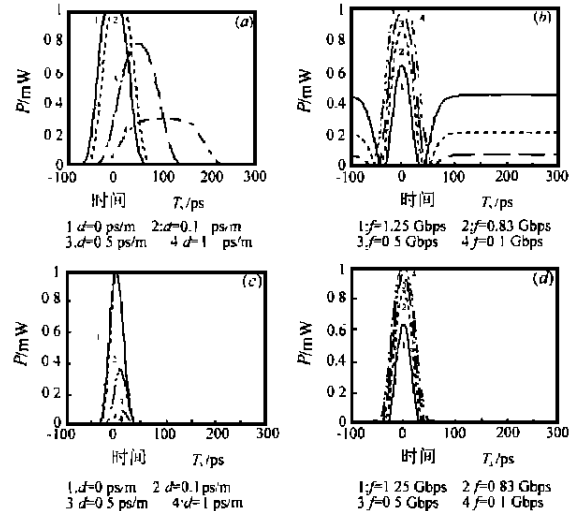 (a)
P/mW
1
0.8
0.6
0.4
0.2
0
-100 0 100 200 300
时间 T,/ps
1 d=0 ps/m 2:d=0.1 ps/m
3.d=0 5 ps/m 4 d=1 ps/m
(b)
P/mW
1
0.8
0.6
0.4
0.2
0
-100 0 100 200 300
时间 T,/ps
1:f=1.25 Gbps 2:f=0.83 Gbps
3:f=0 5 Gbps 4 f=0.1 Gbps
(c)
P/mW
1
0 8
0 6
0 4
0 2
0
-100 0 100 200 300
时间 T,/ps
1.d=0 ps/m 2 d=0.1ps/m
3 d=0 5 ps/m 4:d=1 ps/m
(d)
P/mW
1
0 8
0 6
0 4
0 2
0
-100 0 100 200 300
时间 T,/ps
1:f=1.25 Gbps 2 f=0.83 Gbps
3 f=0 5 Gbps 4 f=0 1 Gbps